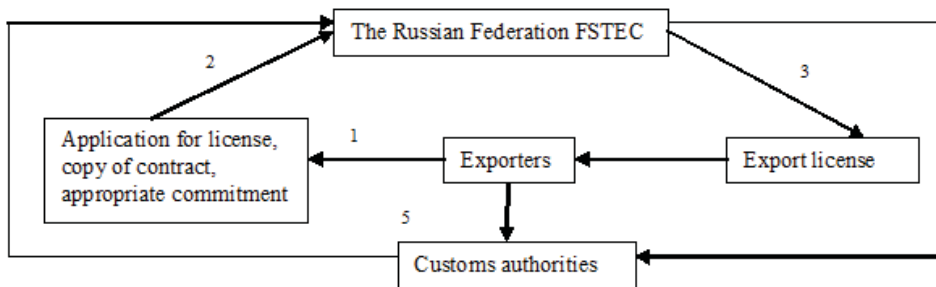 The Russian Federation FSTEC
2
3
Application for license,
copy of contract,
appropriate commitment
1
Exporters
Export license
5
Customs authorities